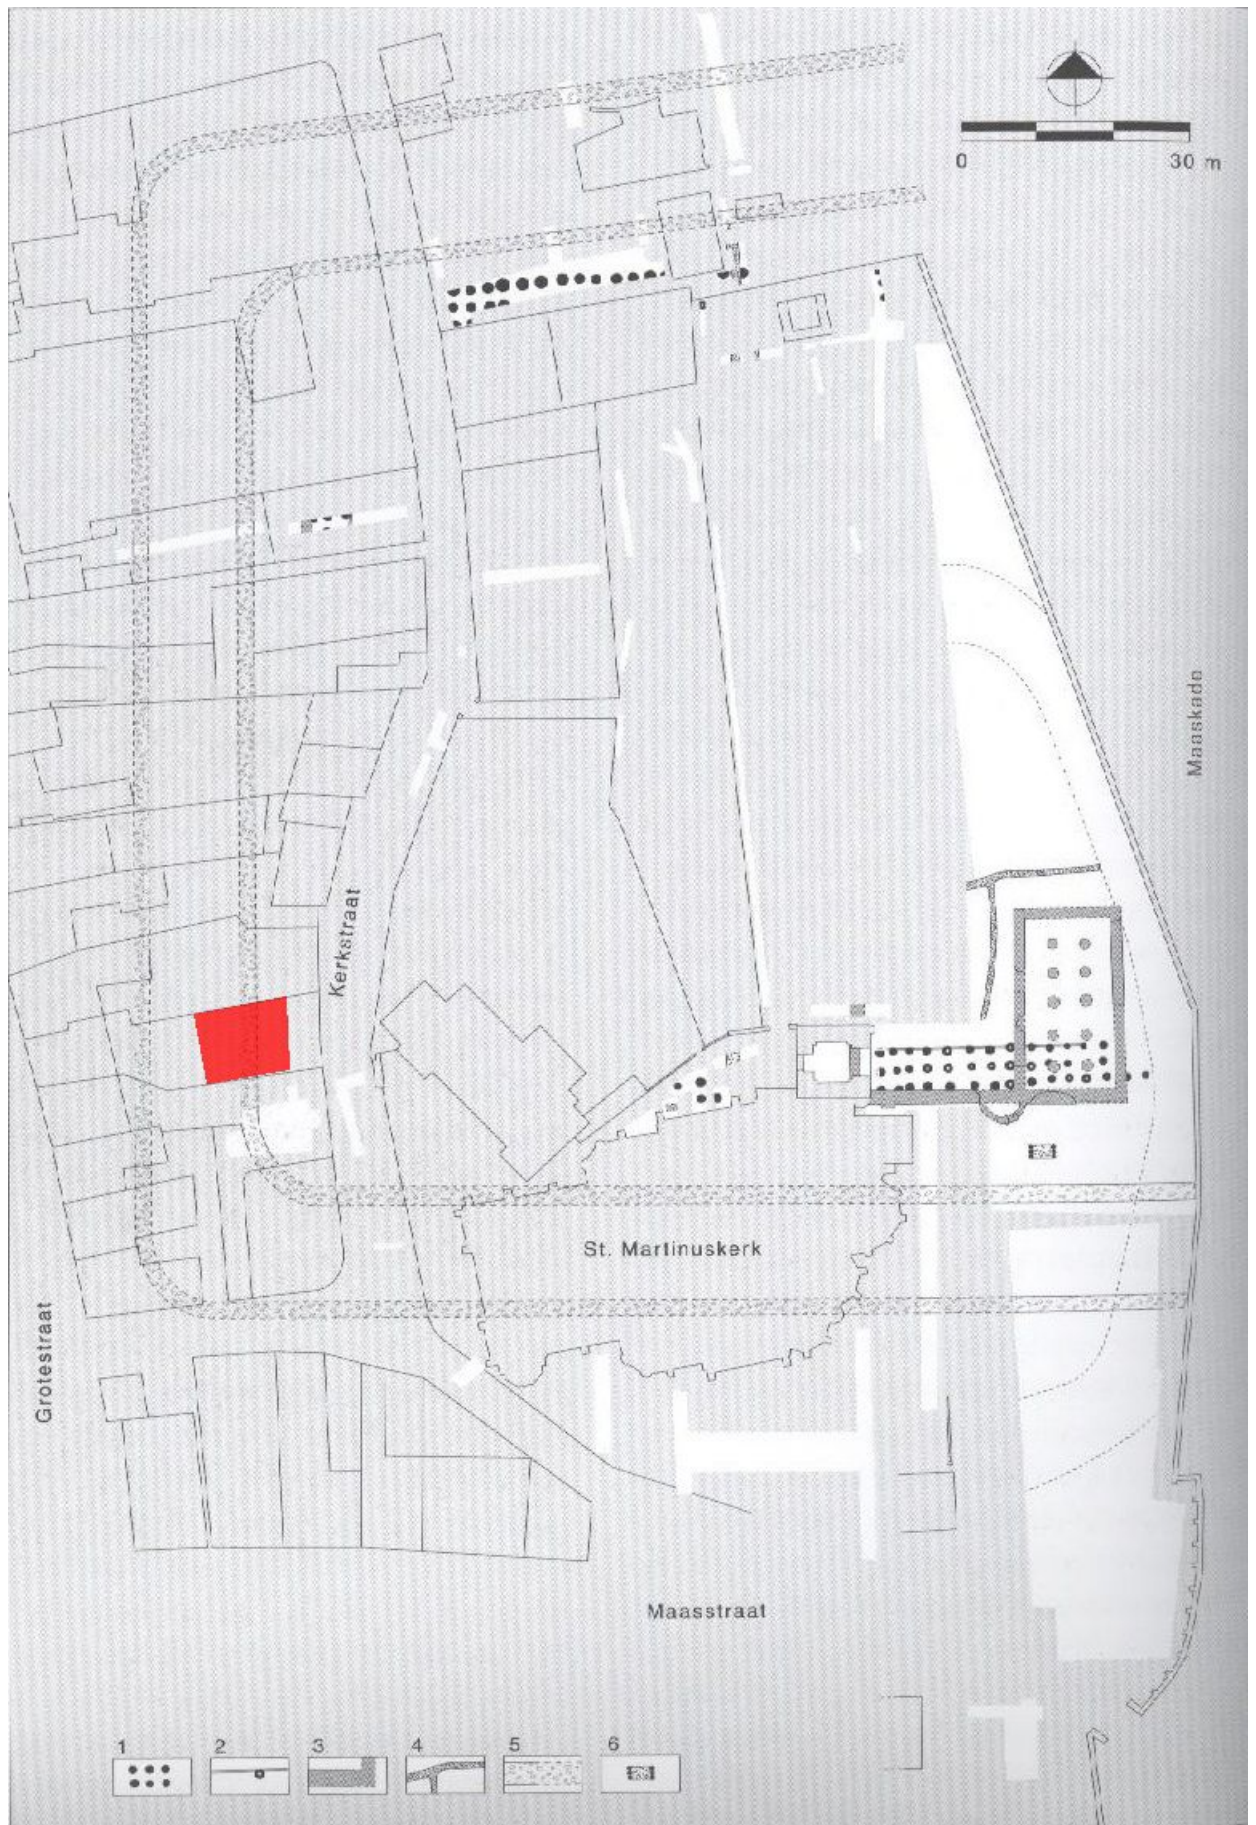 0 30 m
Maaskade
Kerkstraat
St. Martinuskerk
Grotestraat
Maasstraat
1 2 3 4 5 6